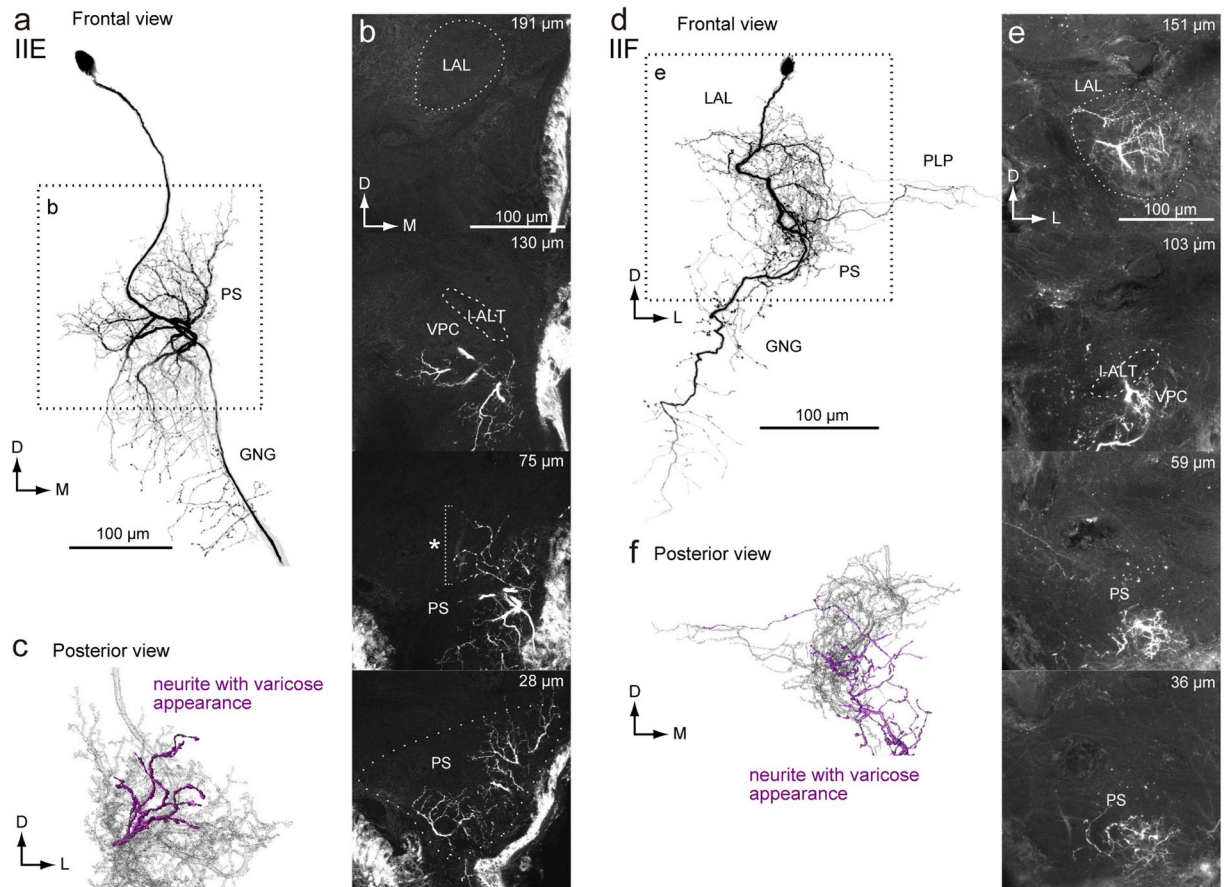 a
Frontal view
IIE
b
PS
GNG
D
M
100 µm
b
191 µm
LAL
D
M
100 µm
130 µm
l-ALT
VPC
75 µm
*
PS
28 µm
PS
c
Posterior view
neurite with varicose
appearance
D
L
d
Frontal view
IIF
e
LAL
PLP
D
L
PS
GNG
100 µm
e
151 µm
LAL
D
L
100 µm
103 µm
l-ALT
VPC
59 µm
PS
36 µm
PS
f
Posterior view
D
M
neurite with varicose
appearance